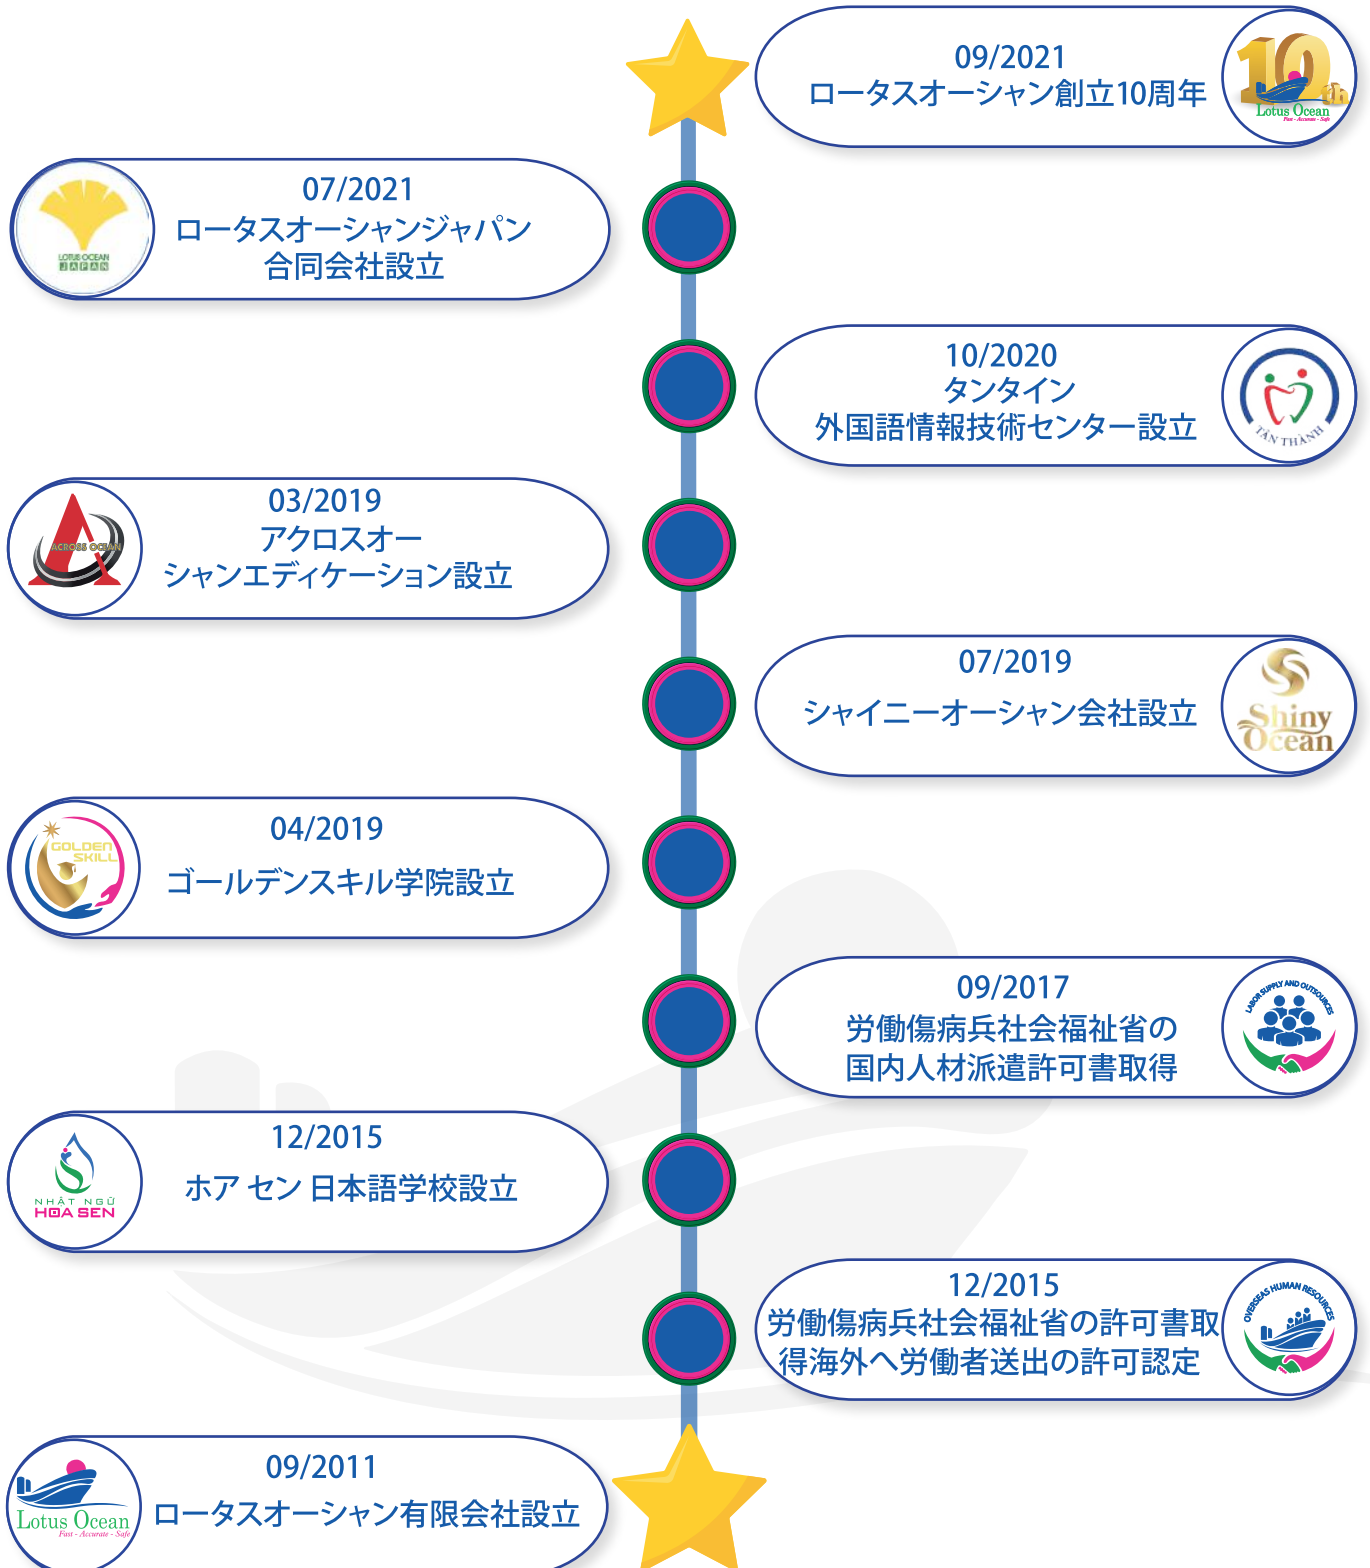 09/2021
ロータスオーシャン創立10周年
10th
Lotus Ocean
Fast - Accurate - Safe
07/2021
ロータスオーシャンジャパン
合同会社設立
LOTUS OCEAN
JAPAN
10/2020
タンタイン
外国語情報技術センター設立
TÂN THÀNH
03/2019
アクロスオー
シャンエディケーション設立
ACROSS OCEAN
07/2019
シャイニーオーシャン会社設立
Shiny
Ocean
04/2019
ゴールデンスキル学院設立
GOLDEN
SKILL
09/2017
労働傷病兵社会福祉省の
国内人材派遣許可書取得
LABOR SUPPLY AND OUTSOURCES
12/2015
ホア セン 日本語学校設立
NHẬT NGỮ
HOA SEN
12/2015
労働傷病兵社会福祉省の許可書取
得海外へ労働者送出の許可認定
OVERSEAS HUMAN RESOURCES
09/2011
ロータスオーシャン有限会社設立
Lotus Ocean
Fast - Accurate - Safe